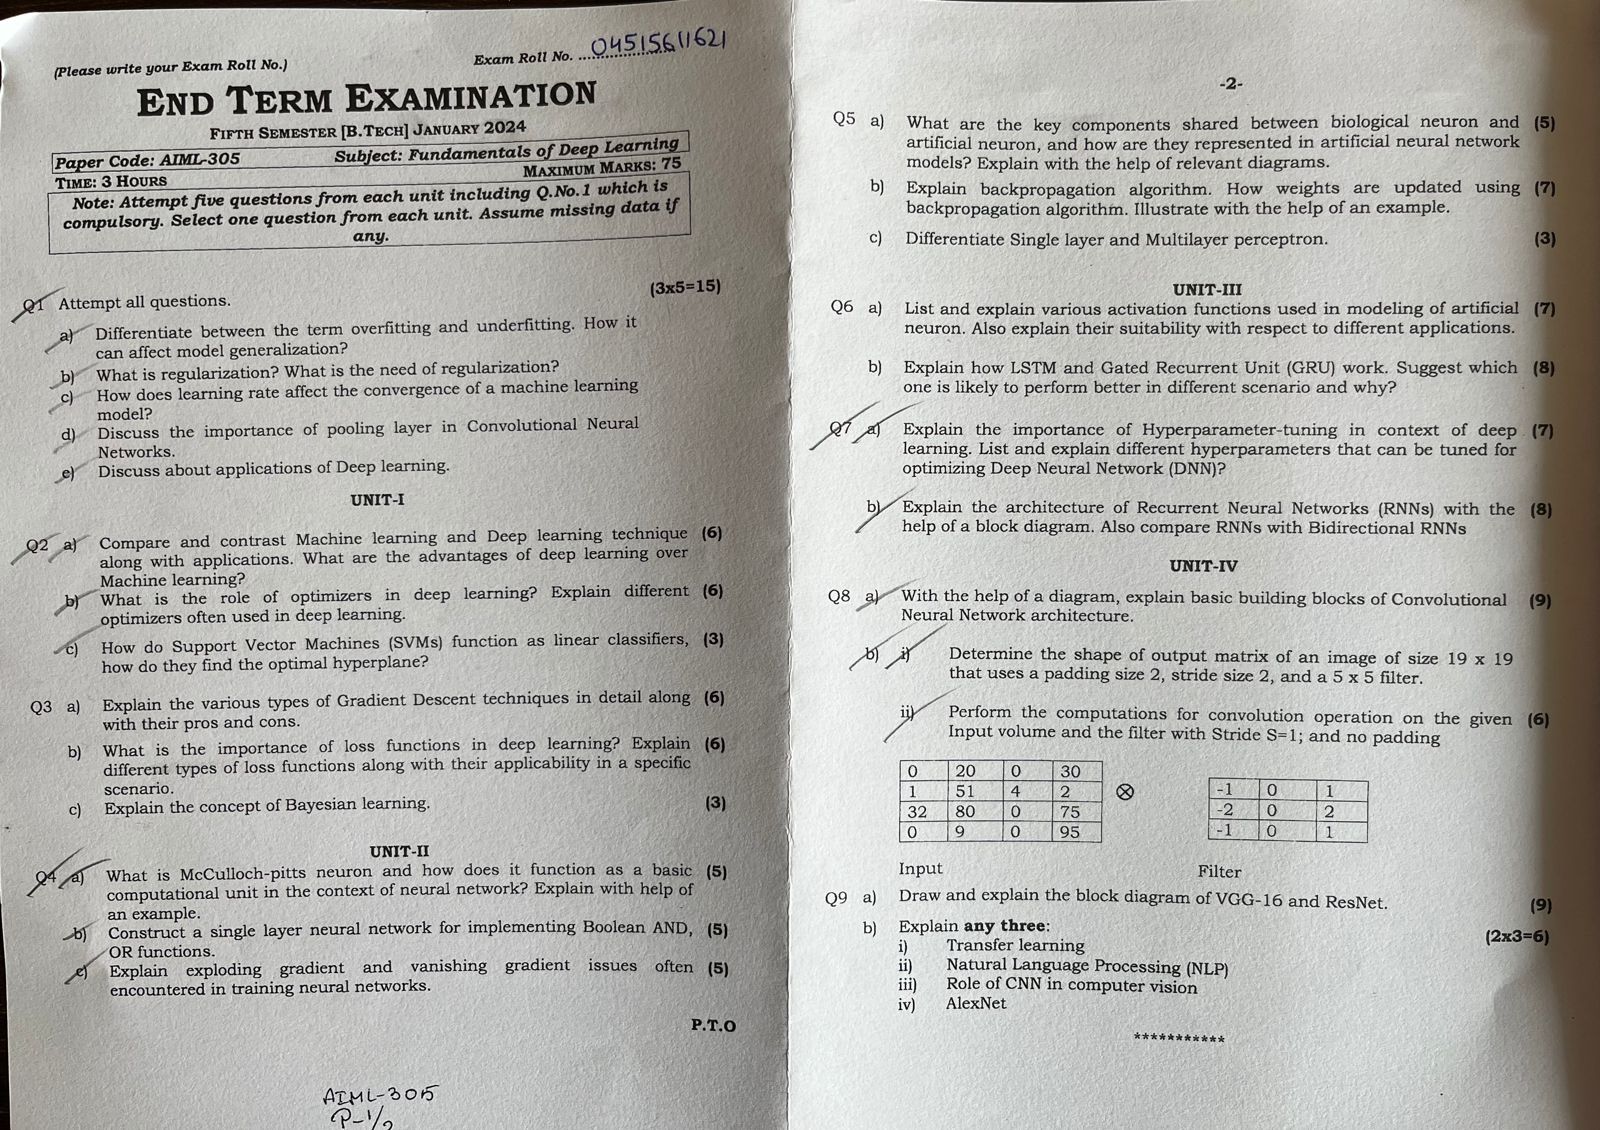 (Please write your Exam Roll No.)
Exam Roll No. ....04515611621
END TERM EXAMINATION
FIFTH SEMESTER [B.TECH] JANUARY 2024
Paper Code: AIML-305 Subject: Fundamentals of Deep Learning
TIME: 3 HOURS MAXIMUM MARKS: 75
Note: Attempt five questions from each unit including Q.No.1 which is
compulsory. Select one question from each unit. Assume missing data if
any.
Q1 Attempt all questions. (3x5=15)
a) Differentiate between the term overfitting and underfitting. How it
can affect model generalization?
b) What is regularization? What is the need of regularization?
c) How does learning rate affect the convergence of a machine learning
model?
d) Discuss the importance of pooling layer in Convolutional Neural
Networks.
e) Discuss about applications of Deep learning.
UNIT-I
Q2 a) Compare and contrast Machine learning and Deep learning technique (6)
along with applications. What are the advantages of deep learning over
Machine learning?
b) What is the role of optimizers in deep learning? Explain different (6)
optimizers often used in deep learning.
c) How do Support Vector Machines (SVMs) function as linear classifiers, (3)
how do they find the optimal hyperplane?
Q3 a) Explain the various types of Gradient Descent techniques in detail along (6)
with their pros and cons.
b) What is the importance of loss functions in deep learning? Explain (6)
different types of loss functions along with their applicability in a specific
scenario.
c) Explain the concept of Bayesian learning. (3)
UNIT-II
Q4 a) What is McCulloch-pitts neuron and how does it function as a basic (5)
computational unit in the context of neural network? Explain with help of
an example.
b) Construct a single layer neural network for implementing Boolean AND, (5)
OR functions.
c) Explain exploding gradient and vanishing gradient issues often (5)
encountered in training neural networks.
P.T.O
AIML-305
P-1/2
-2-
Q5 a) What are the key components shared between biological neuron and (5)
artificial neuron, and how are they represented in artificial neural network
models? Explain with the help of relevant diagrams.
b) Explain backpropagation algorithm. How weights are updated using (7)
backpropagation algorithm. Illustrate with the help of an example.
c) Differentiate Single layer and Multilayer perceptron. (3)
UNIT-III
Q6 a) List and explain various activation functions used in modeling of artificial (7)
neuron. Also explain their suitability with respect to different applications.
b) Explain how LSTM and Gated Recurrent Unit (GRU) work. Suggest which (8)
one is likely to perform better in different scenario and why?
Q7 a) Explain the importance of Hyperparameter-tuning in context of deep (7)
learning. List and explain different hyperparameters that can be tuned for
optimizing Deep Neural Network (DNN)?
b) Explain the architecture of Recurrent Neural Networks (RNNs) with the (8)
help of a block diagram. Also compare RNNs with Bidirectional RNNs
UNIT-IV
Q8 a) With the help of a diagram, explain basic building blocks of Convolutional (9)
Neural Network architecture.
b) i) Determine the shape of output matrix of an image of size 19 x 19
that uses a padding size 2, stride size 2, and a 5 x 5 filter.
ii) Perform the computations for convolution operation on the given (6)
Input volume and the filter with Stride S=1; and no padding
0 20 0 30
1 51 4 2
32 80 0 75
0 9 0 95
⊗
-1 0 1
-2 0 2
-1 0 1
Input Filter
Q9 a) Draw and explain the block diagram of VGG-16 and ResNet. (9)
b) Explain any three: (2x3=6)
i) Transfer learning
ii) Natural Language Processing (NLP)
iii) Role of CNN in computer vision
iv) AlexNet
***********